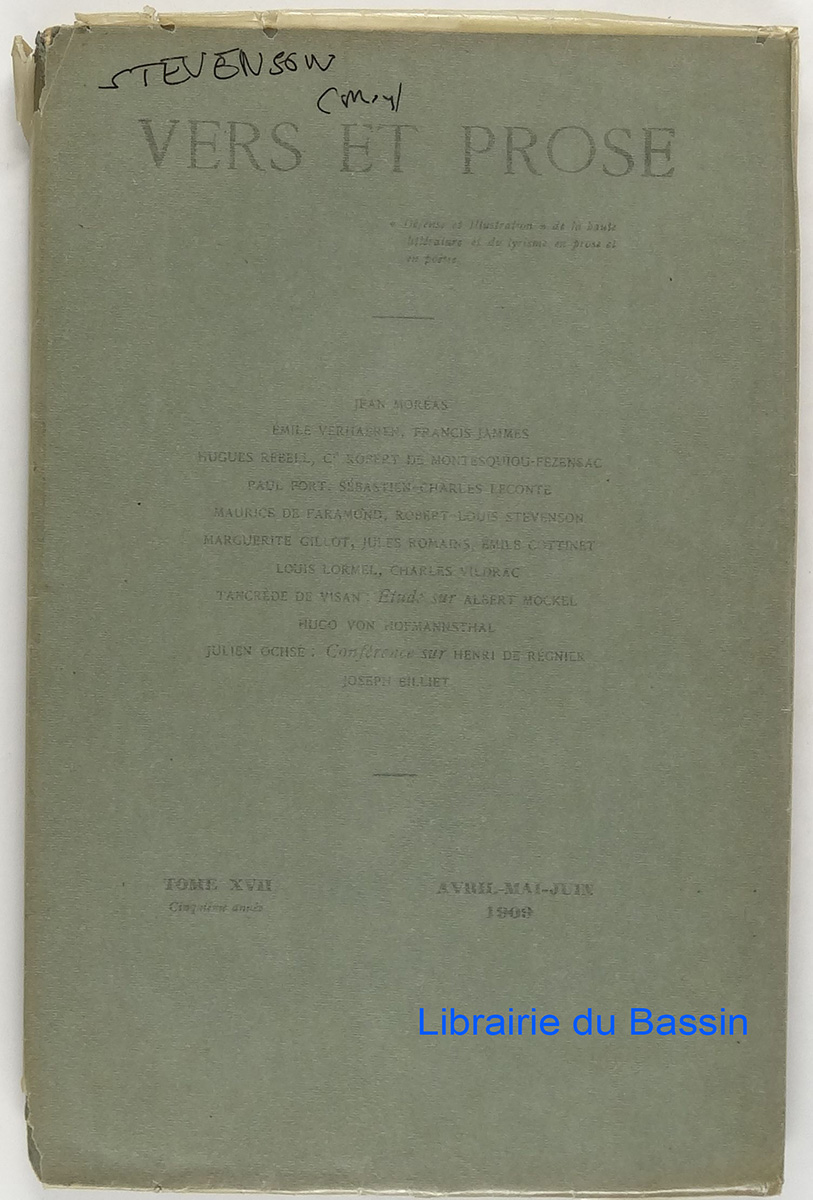 STEVENSON
VERS ET PROSE
« Défense et Illustration » de la haute
littérature et du lyrisme en prose et
en poésie.
JEAN MORÉAS
ÉMILE VERHAEREN, FRANCIS JAMMES
HUGUES REBELL, Cte ROBERT DE MONTESQUIOU-FEZENSAC
PAUL FORT, SÉBASTIEN-CHARLES LECONTE
MAURICE DE FARAMOND, ROBERT-LOUIS STEVENSON
MARGUERITE GILLOT, JULES ROMAINS, ÉMILE COTTINET
LOUIS LORMEL, CHARLES VILDRAC
TANCRÈDE DE VISAN : Étude sur ALBERT MOCKEL
HUGO VON HOFMANNSTHAL
JULIEN OCHSÉ : Conférence sur HENRI DE RÉGNIER
JOSEPH BILLIET
TOME XVII
Cinquième année
AVRIL-MAI-JUIN
1909
Librairie du Bassin